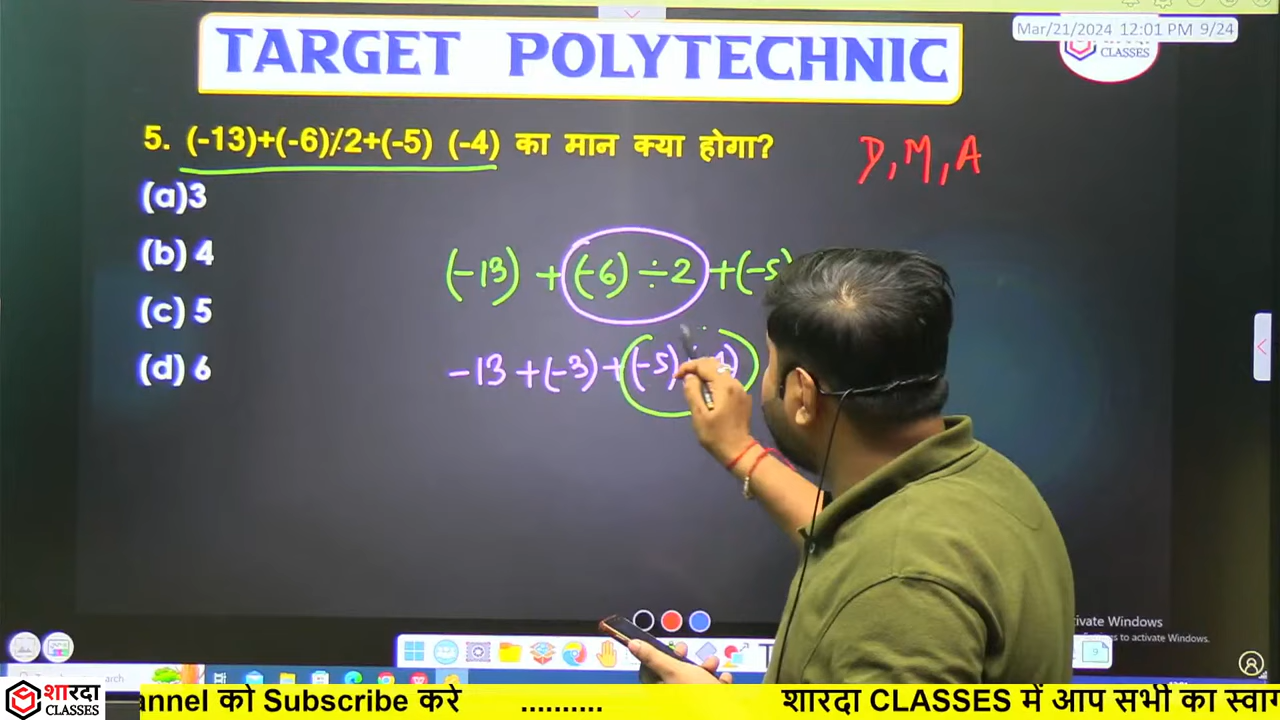 Mar/21/2024 12:01 PM 9/24
TARGET POLYTECHNIC
CLASSES
5. (-13)+(-6)٪2+(-5) (-4) का मान क्या होगा?
D, M, A
(a)3
(b) 4
(c) 5
(d) 6
(-13) + (-6) ÷ 2 + (-5)
-13 + (-3) + (-5)
9
शारदा
CLASSES
annel को Subscribe करे .......... शारदा CLASSES में आप सभी का